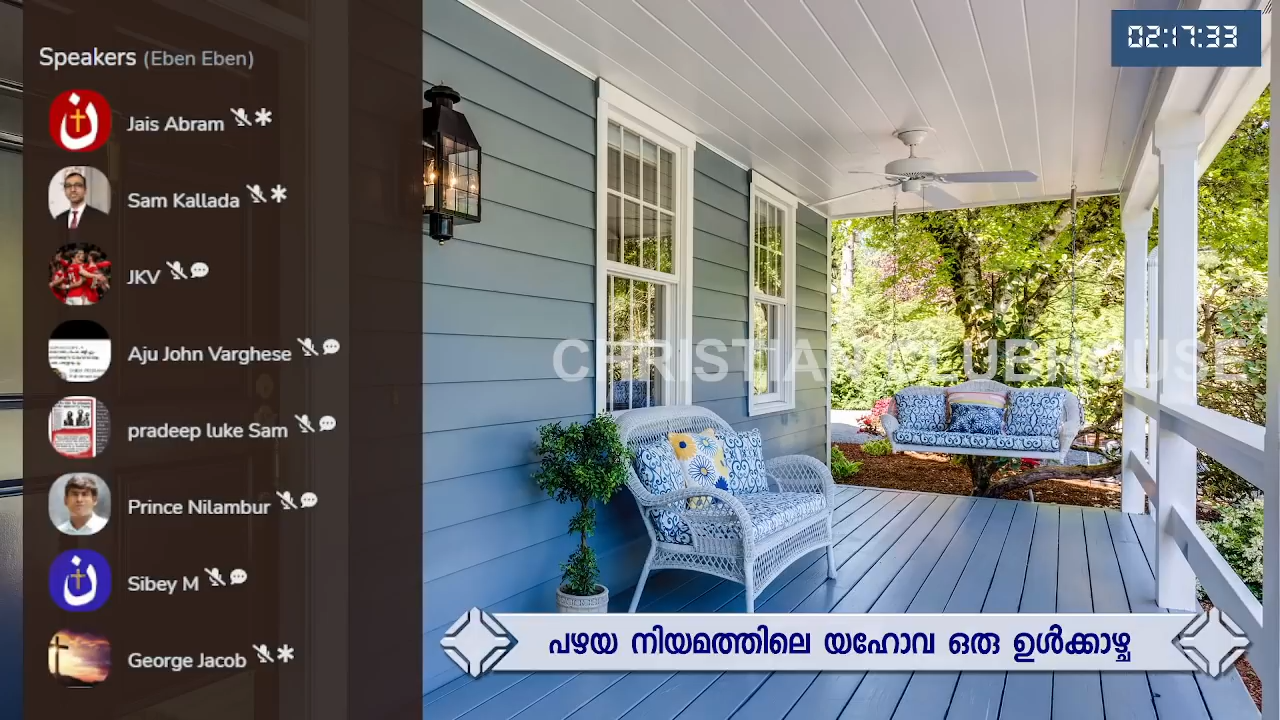 Speakers (Eben Eben)
02:17:33
Jais Abram
Sam Kallada
JKV
Aju John Varghese
pradeep luke Sam
Prince Nilambur
Sibey M
George Jacob
CHRISTIAN CLUBHOUSE
പഴയ നിയമത്തിലെ യഹോവ ഒരു ഉൾക്കാഴ്ച